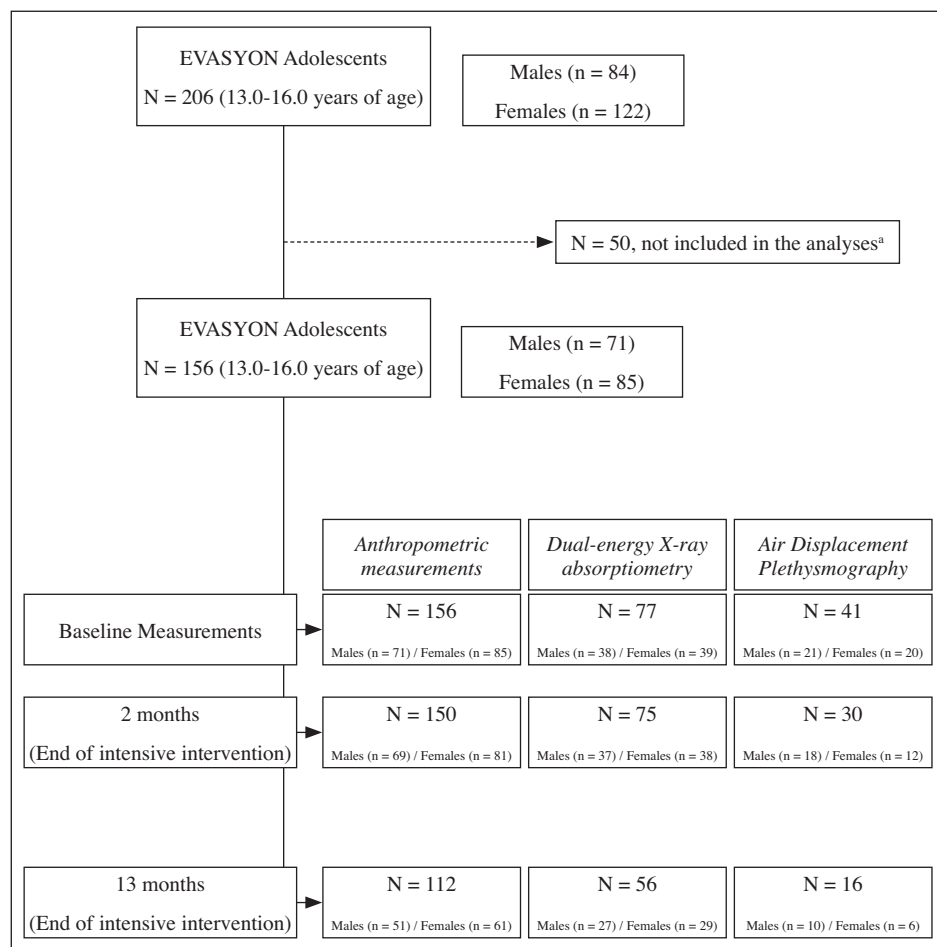 EVASYON Adolescents
N = 206 (13.0-16.0 years of age)
Males (n = 84)
Females (n = 122)
N = 50, not included in the analysesᵃ
EVASYON Adolescents
N = 156 (13.0-16.0 years of age)
Males (n = 71)
Females (n = 85)
Anthropometric
measurements
Dual-energy X-ray
absorptiometry
Air Displacement
Plethysmography
Baseline Measurements
N = 156
Males (n = 71) / Females (n = 85)
N = 77
Males (n = 38) / Females (n = 39)
N = 41
Males (n = 21) / Females (n = 20)
2 months
(End of intensive intervention)
N = 150
Males (n = 69) / Females (n = 81)
N = 75
Males (n = 37) / Females (n = 38)
N = 30
Males (n = 18) / Females (n = 12)
13 months
(End of intensive intervention)
N = 112
Males (n = 51) / Females (n = 61)
N = 56
Males (n = 27) / Females (n = 29)
N = 16
Males (n = 10) / Females (n = 6)